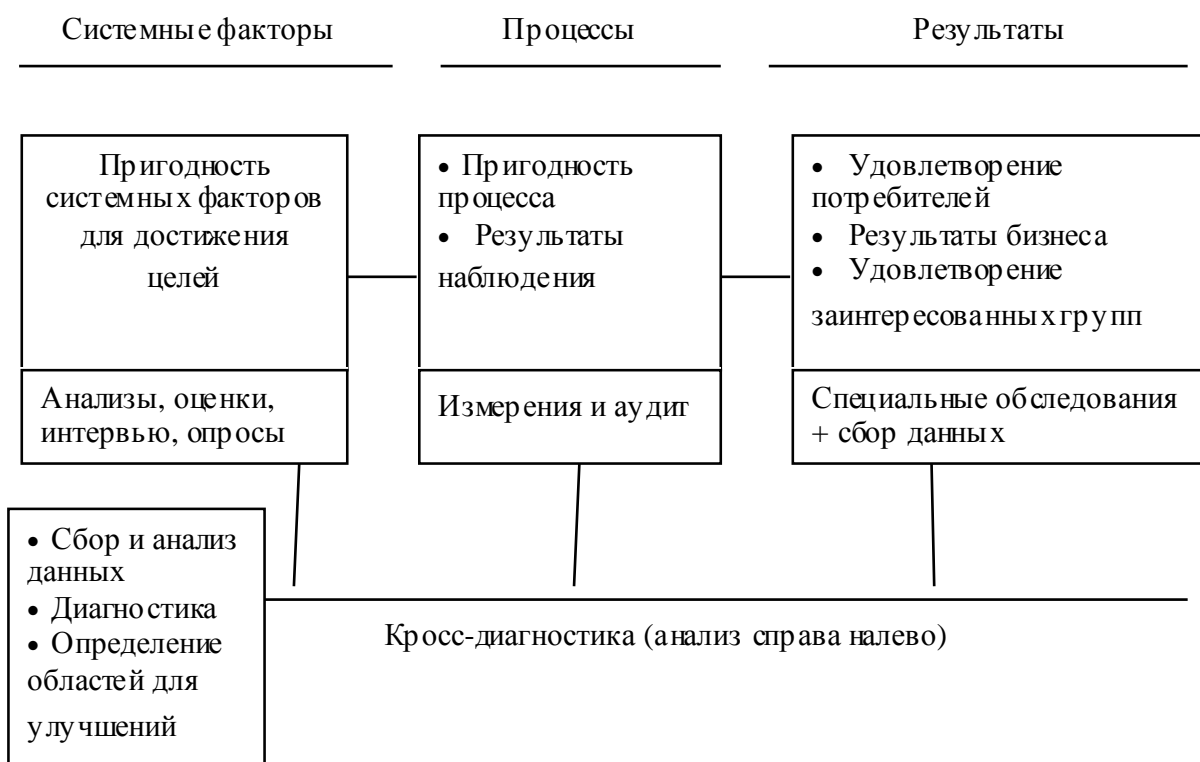 Системные факторы
Процессы
Результаты
Пригодность
системных факторов
для достижения
целей
• Пригодность
процесса
• Результаты
наблюдения
• Удовлетворение
потребителей
• Результаты бизнеса
• Удовлетворение
заинтересованных групп
Анализы, оценки,
интервью, опросы
Измерения и аудит
Специальные обследования
+ сбор данных
• Сбор и анализ
данных
• Диагностика
• Определение
областей для
улучшений
Кросс-диагностика (анализ справа налево)